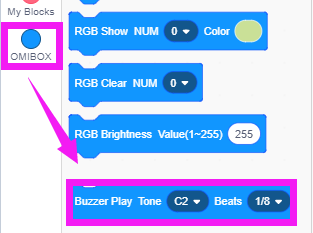 My Blocks
OMIBOX
RGB Show NUM 0 Color
RGB Clear NUM 0
RGB Brightness Value(1~255) 255
Buzzer Play Tone C2 Beats 1/8